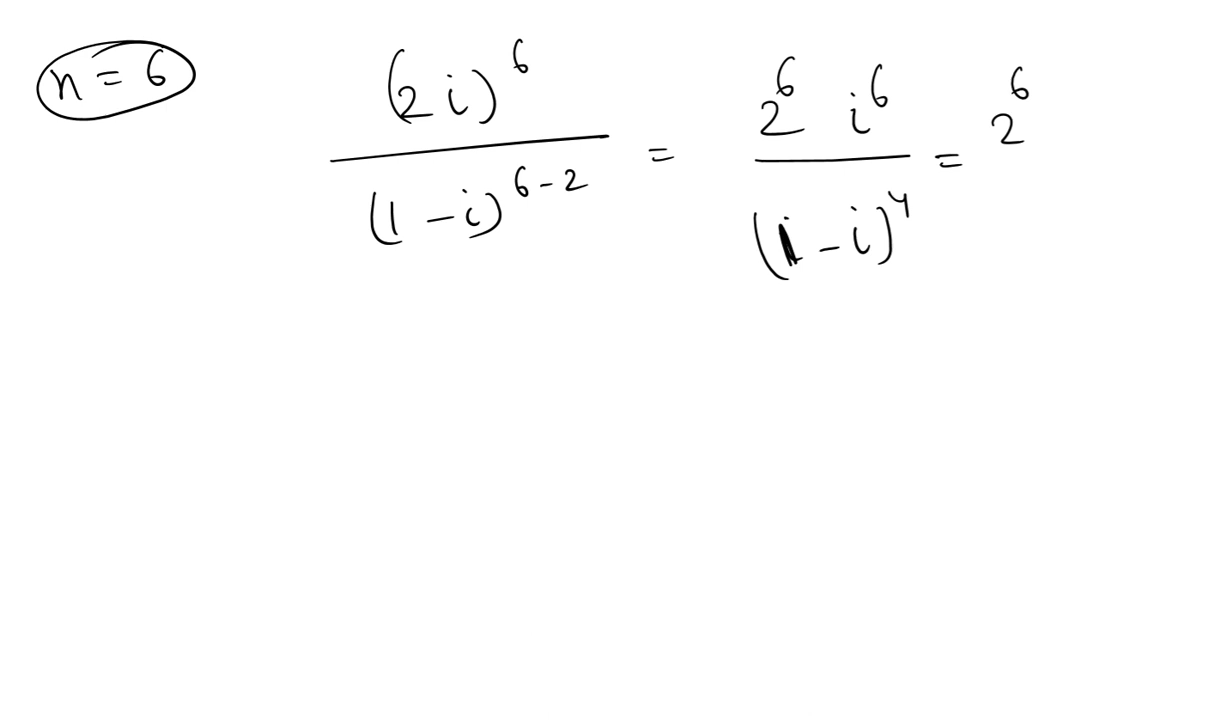 n = 6
(2i)^6 / (1-i)^{6-2} = 2^6 i^6 / (1-i)^4 = 2^6